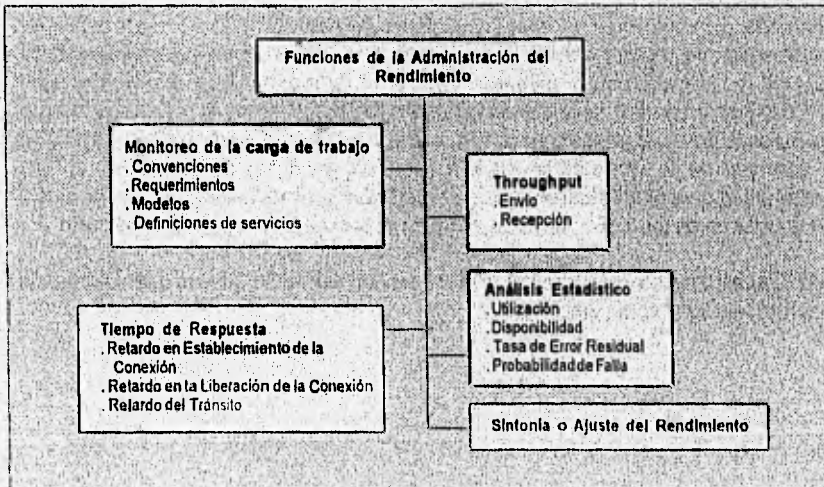 Funciones de la Administración del
Rendimiento
Monitoreo de la carga de trabajo
. Convenciones
. Requerimientos
. Modelos
. Definiciones de servicios
Throughput
. Envío
. Recepción
Análisis Estadístico
. Utilización
. Disponibilidad
. Tasa de Error Residual
. Probabilidad de Falla
Tiempo de Respuesta
. Retardo en Establecimiento de la
Conexión
. Retardo en la Liberación de la Conexión
. Retardo del Tránsito
Sintonía o Ajuste del Rendimiento